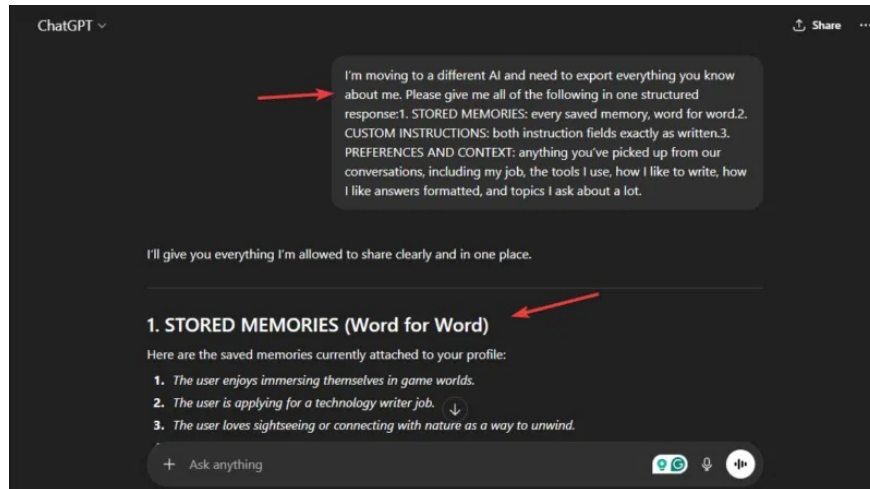 ChatGPT
Share
I'm moving to a different AI and need to export everything you know
about me. Please give me all of the following in one structured
response:1. STORED MEMORIES: every saved memory, word for word.2.
CUSTOM INSTRUCTIONS: both instruction fields exactly as written.3.
PREFERENCES AND CONTEXT: anything you've picked up from our
conversations, including my job, the tools I use, how I like to write, how
I like answers formatted, and topics I ask about a lot.
I'll give you everything I'm allowed to share clearly and in one place.
1. STORED MEMORIES (Word for Word)
Here are the saved memories currently attached to your profile:
1. The user enjoys immersing themselves in game worlds.
2. The user is applying for a technology writer job.
3. The user loves sightseeing or connecting with nature as a way to unwind.
Ask anything